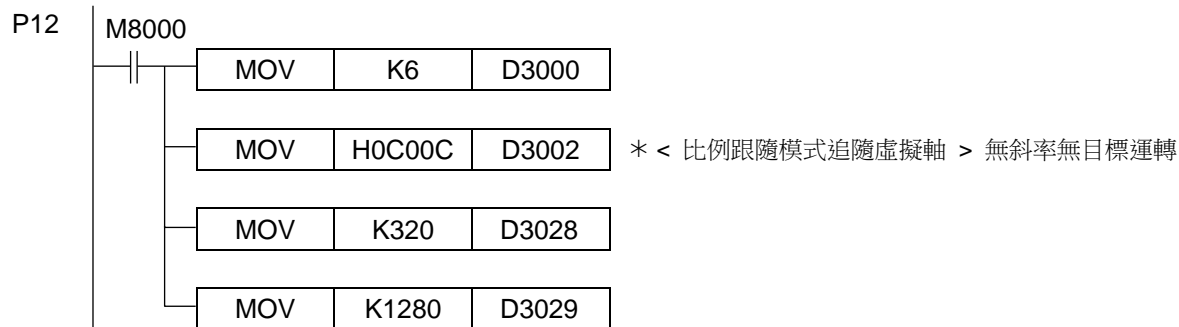 P12
M8000
MOV K6 D3000
MOV H0C00C D3002 ＊< 比例跟隨模式追隨虛擬軸 > 無斜率無目標運轉
MOV K320 D3028
MOV K1280 D3029